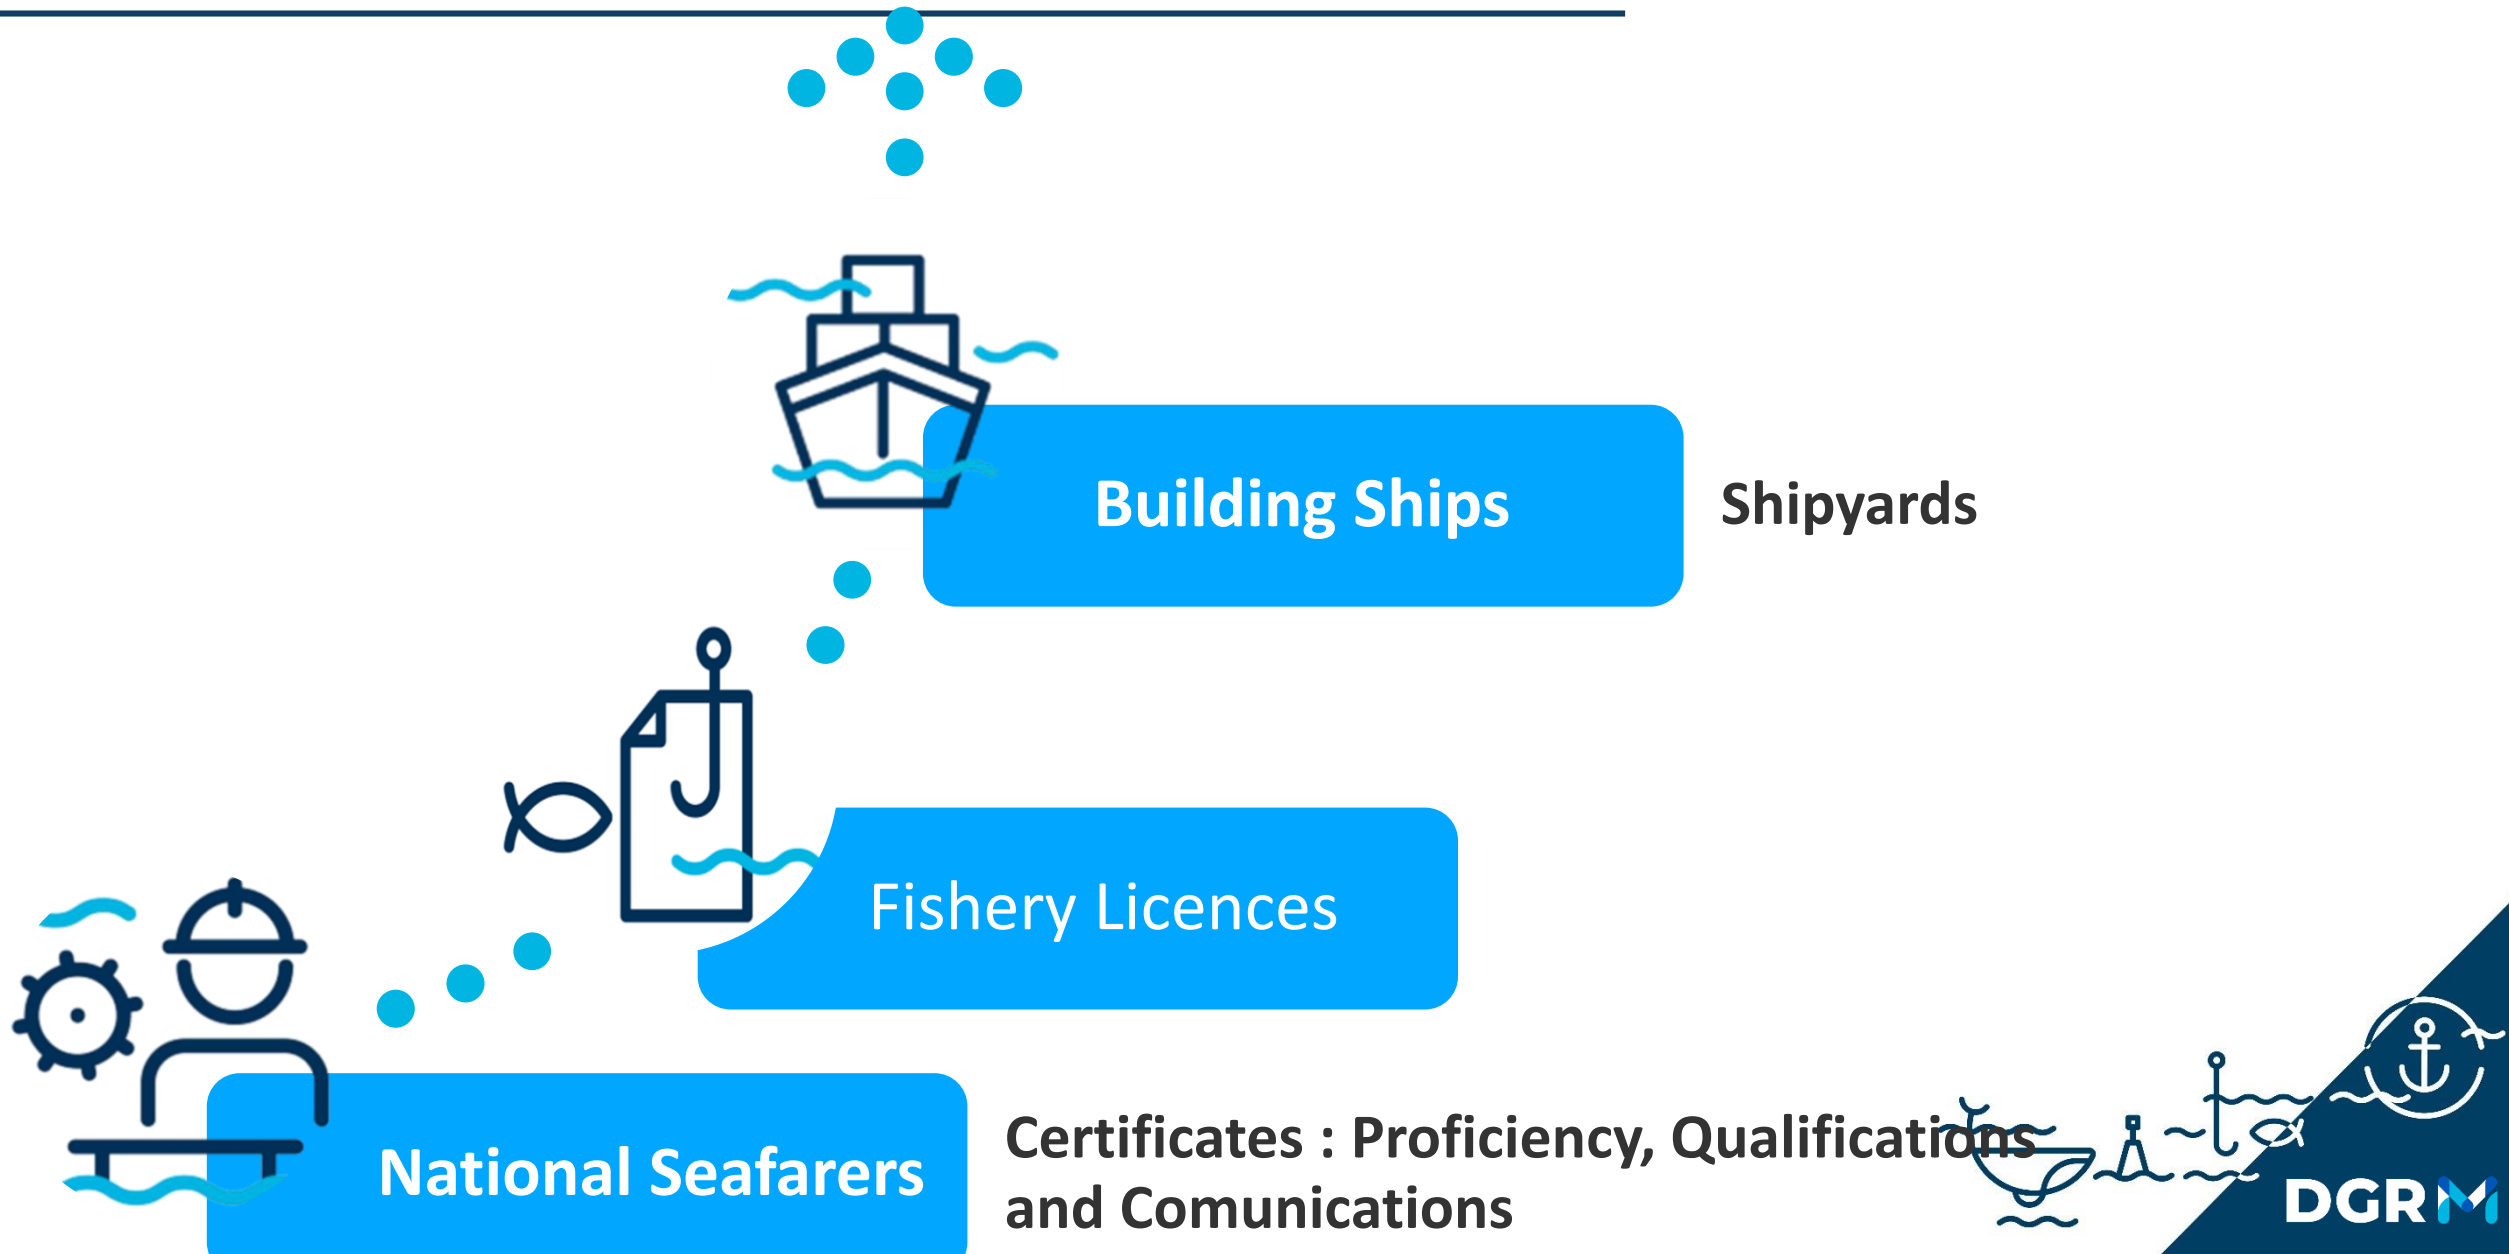 Building Ships
Shipyards
Fishery Licences
National Seafarers
Certificates : Proficiency, Qualifications
and Comunications
DGRM